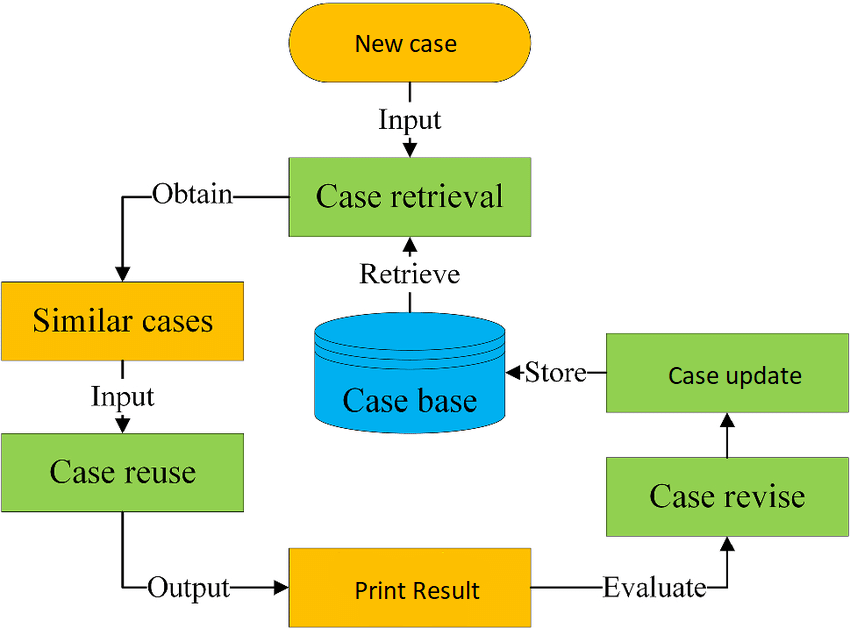 New case
Input
Case retrieval
Obtain
Retrieve
Similar cases
Input
Case reuse
Case base
Store
Case update
Case revise
Output
Print Result
Evaluate